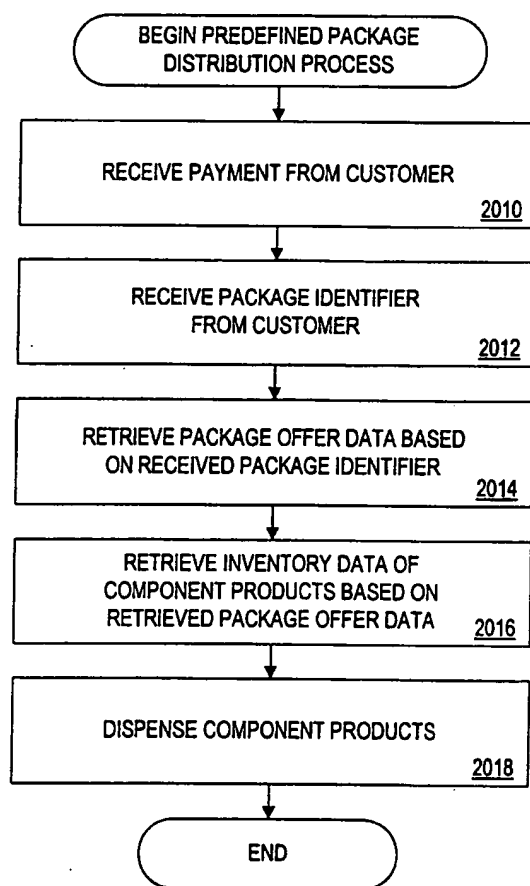 BEGIN PREDEFINED PACKAGE
DISTRIBUTION PROCESS
RECEIVE PAYMENT FROM CUSTOMER
2010
RECEIVE PACKAGE IDENTIFIER
FROM CUSTOMER
2012
RETRIEVE PACKAGE OFFER DATA BASED
ON RECEIVED PACKAGE IDENTIFIER
2014
RETRIEVE INVENTORY DATA OF
COMPONENT PRODUCTS BASED ON
RETRIEVED PACKAGE OFFER DATA
2016
DISPENSE COMPONENT PRODUCTS
2018
END